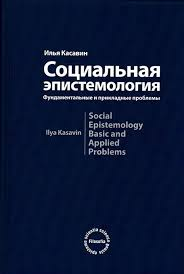 Илья Касавин
Социальная
эпистемология
Фундаментальные и прикладные проблемы
Social
Epistemology
Basic and
Applied
Problems
Ilya Kasavin